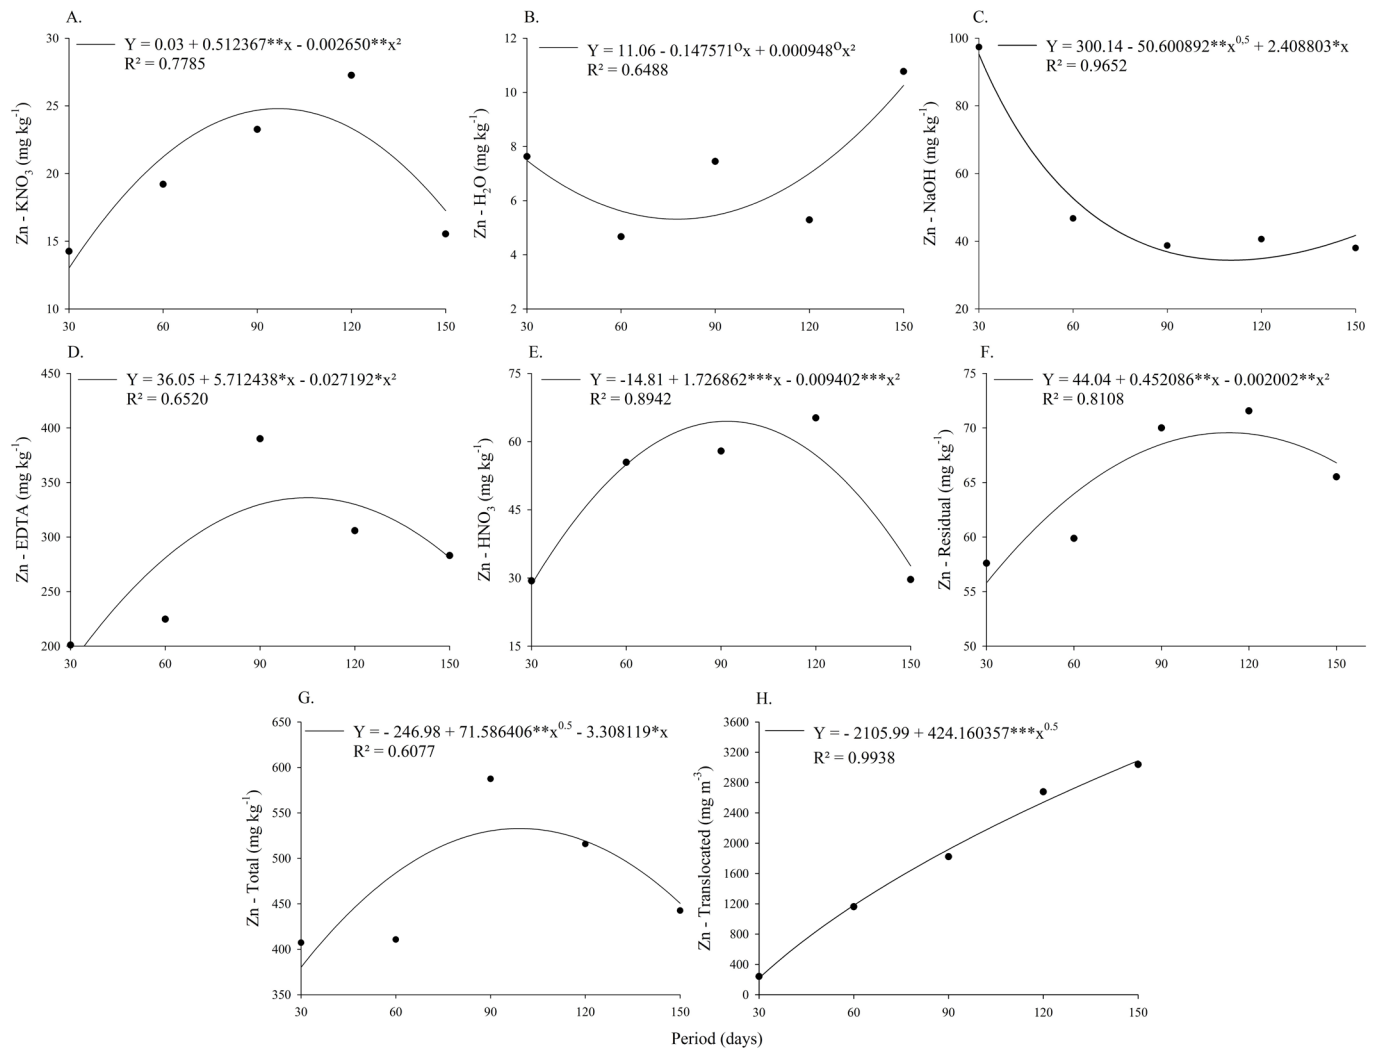 A.
Y = 0.03 + 0.512367**x - 0.002650**x²
R² = 0.7785
Zn - KNO₃ (mg kg⁻¹)
30
25
20
15
10
30 60 90 120 150
B.
Y = 11.06 - 0.147571⁰x + 0.000948⁰x²
R² = 0.6488
Zn - H₂O (mg kg⁻¹)
12
10
8
6
4
2
30 60 90 120 150
C.
Y = 300.14 - 50.600892**x⁰,⁵ + 2.408803*x
R² = 0.9652
Zn - NaOH (mg kg⁻¹)
100
80
60
40
20
30 60 90 120 150
D.
Y = 36.05 + 5.712438*x - 0.027192*x²
R² = 0.6520
Zn - EDTA (mg kg⁻¹)
450
400
350
300
250
200
30 60 90 120 150
E.
Y = -14.81 + 1.726862***x - 0.009402***x²
R² = 0.8942
Zn - HNO₃ (mg kg⁻¹)
75
60
45
30
15
30 60 90 120 150
F.
Y = 44.04 + 0.452086**x - 0.002002**x²
R² = 0.8108
Zn - Residual (mg kg⁻¹)
75
70
65
60
55
50
30 60 90 120 150
G.
Y = - 246.98 + 71.586406**x⁰·⁵ - 3.308119*x
R² = 0.6077
Zn - Total (mg kg⁻¹)
650
600
550
500
450
400
350
30 60 90 120 150
H.
Y = - 2105.99 + 424.160357***x⁰·⁵
R² = 0.9938
Zn - Translocated (mg m⁻³)
3600
3200
2800
2400
2000
1600
1200
800
400
0
30 60 90 120 150
Period (days)